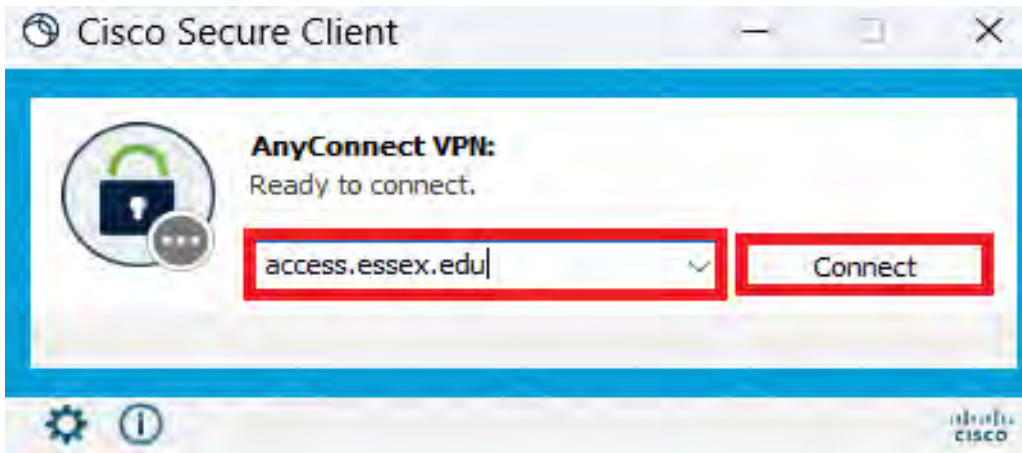 Cisco Secure Client
AnyConnect VPN:
Ready to connect.
access.essex.edu
Connect
CISCO